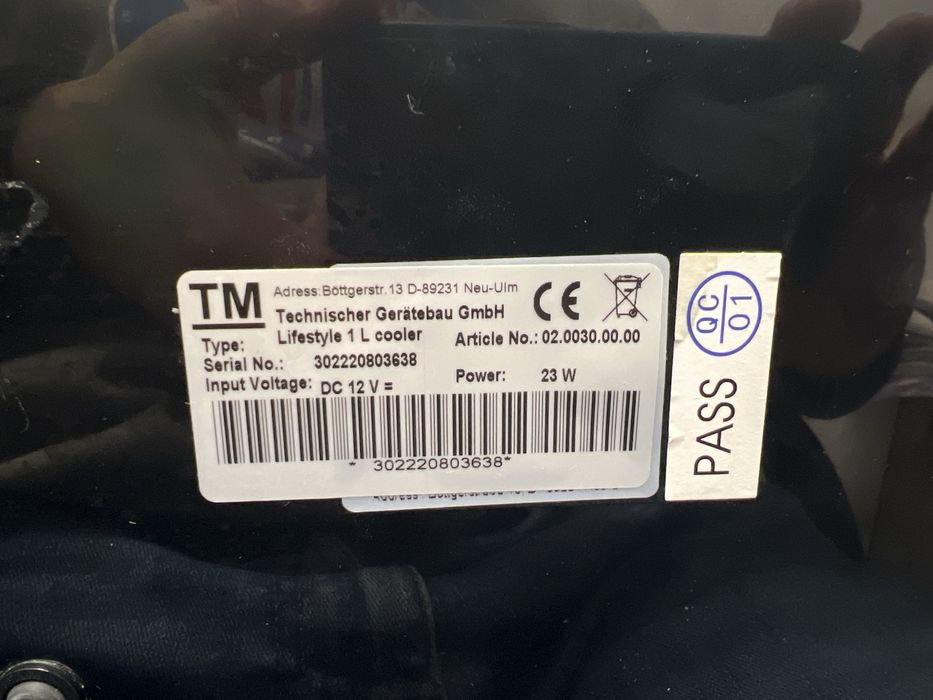 TM
Adress:Böttgerstr. 13 D-89231 Neu-Ulm
Technischer Gerätebau GmbH
CE
Type: Lifestyle 1 L cooler
Article No.: 02.0030.00.00
Serial No.: 302220803638
Input Voltage: DC 12 V =
Power: 23 W
* 302220803638*
QC
01
PASS